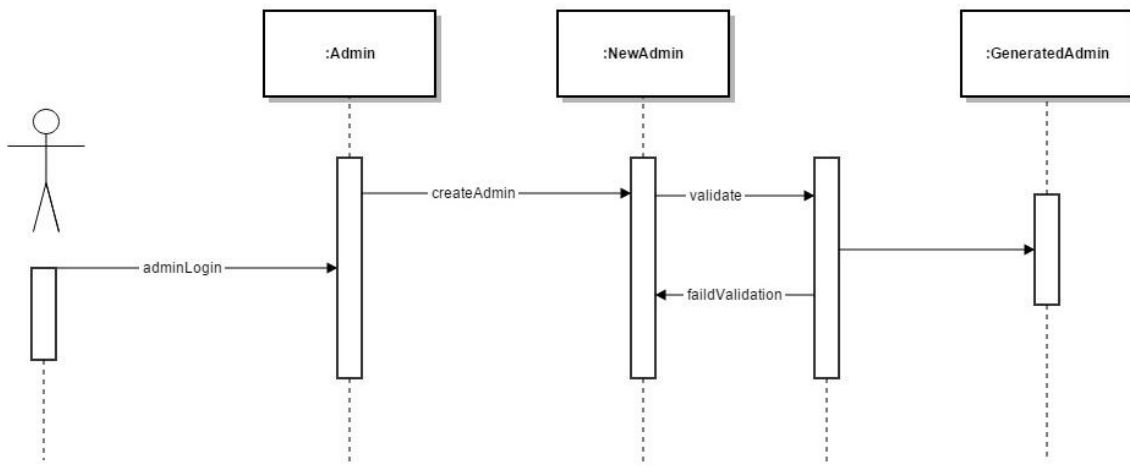 :Admin
:NewAdmin
:GeneratedAdmin
createAdmin
validate
adminLogin
faildValidation